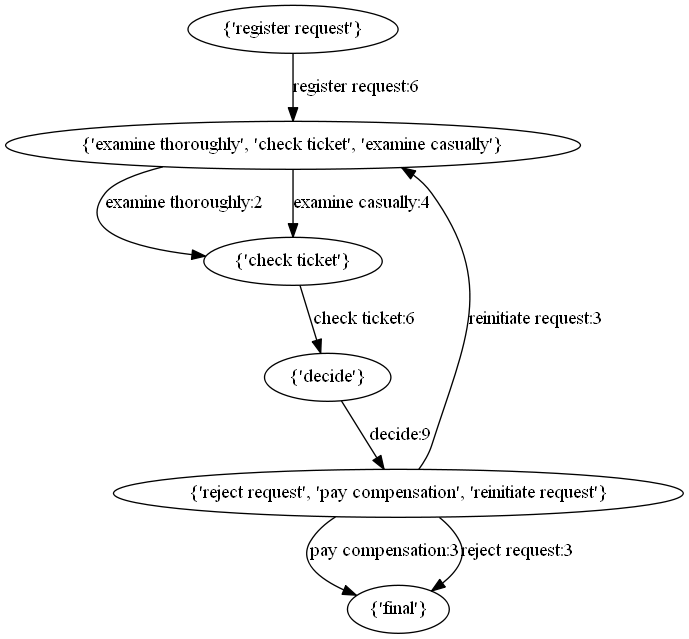 {'register request'}
register request:6
{'examine thoroughly', 'check ticket', 'examine casually'}
examine thoroughly:2
examine casually:4
{'check ticket'}
check ticket:6
reinitiate request:3
{'decide'}
decide:9
{'reject request', 'pay compensation', 'reinitiate request'}
pay compensation:3
reject request:3
{'final'}